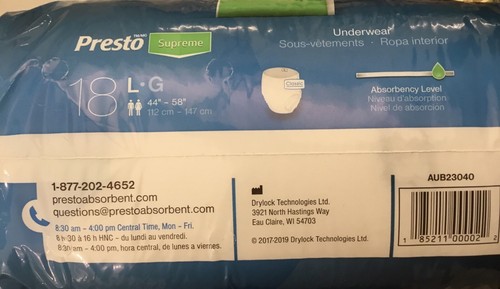 Presto
Supreme
Underwear
Sous-vêtements · Ropa interior
18
L·G
44" – 58"
112 cm – 147 cm
Absorbency Level
Niveau d'absorption
Nivel de absorción
1-877-202-4652
prestoabsorbent.com
questions@prestoabsorbent.com
8:30 am – 4:00 pm Central Time, Mon - Fri.
8 h 30 à 16 h HNC – du lundi au vendredi.
8:30 am – 4:00 pm, hora central, de lunes a viernes.
Drylock Technologies Ltd.
3921 North Hastings Way
Eau Claire, WI 54703
© 2017-2019 Drylock Technologies Ltd.
AUB23040
1 85211 00002 2